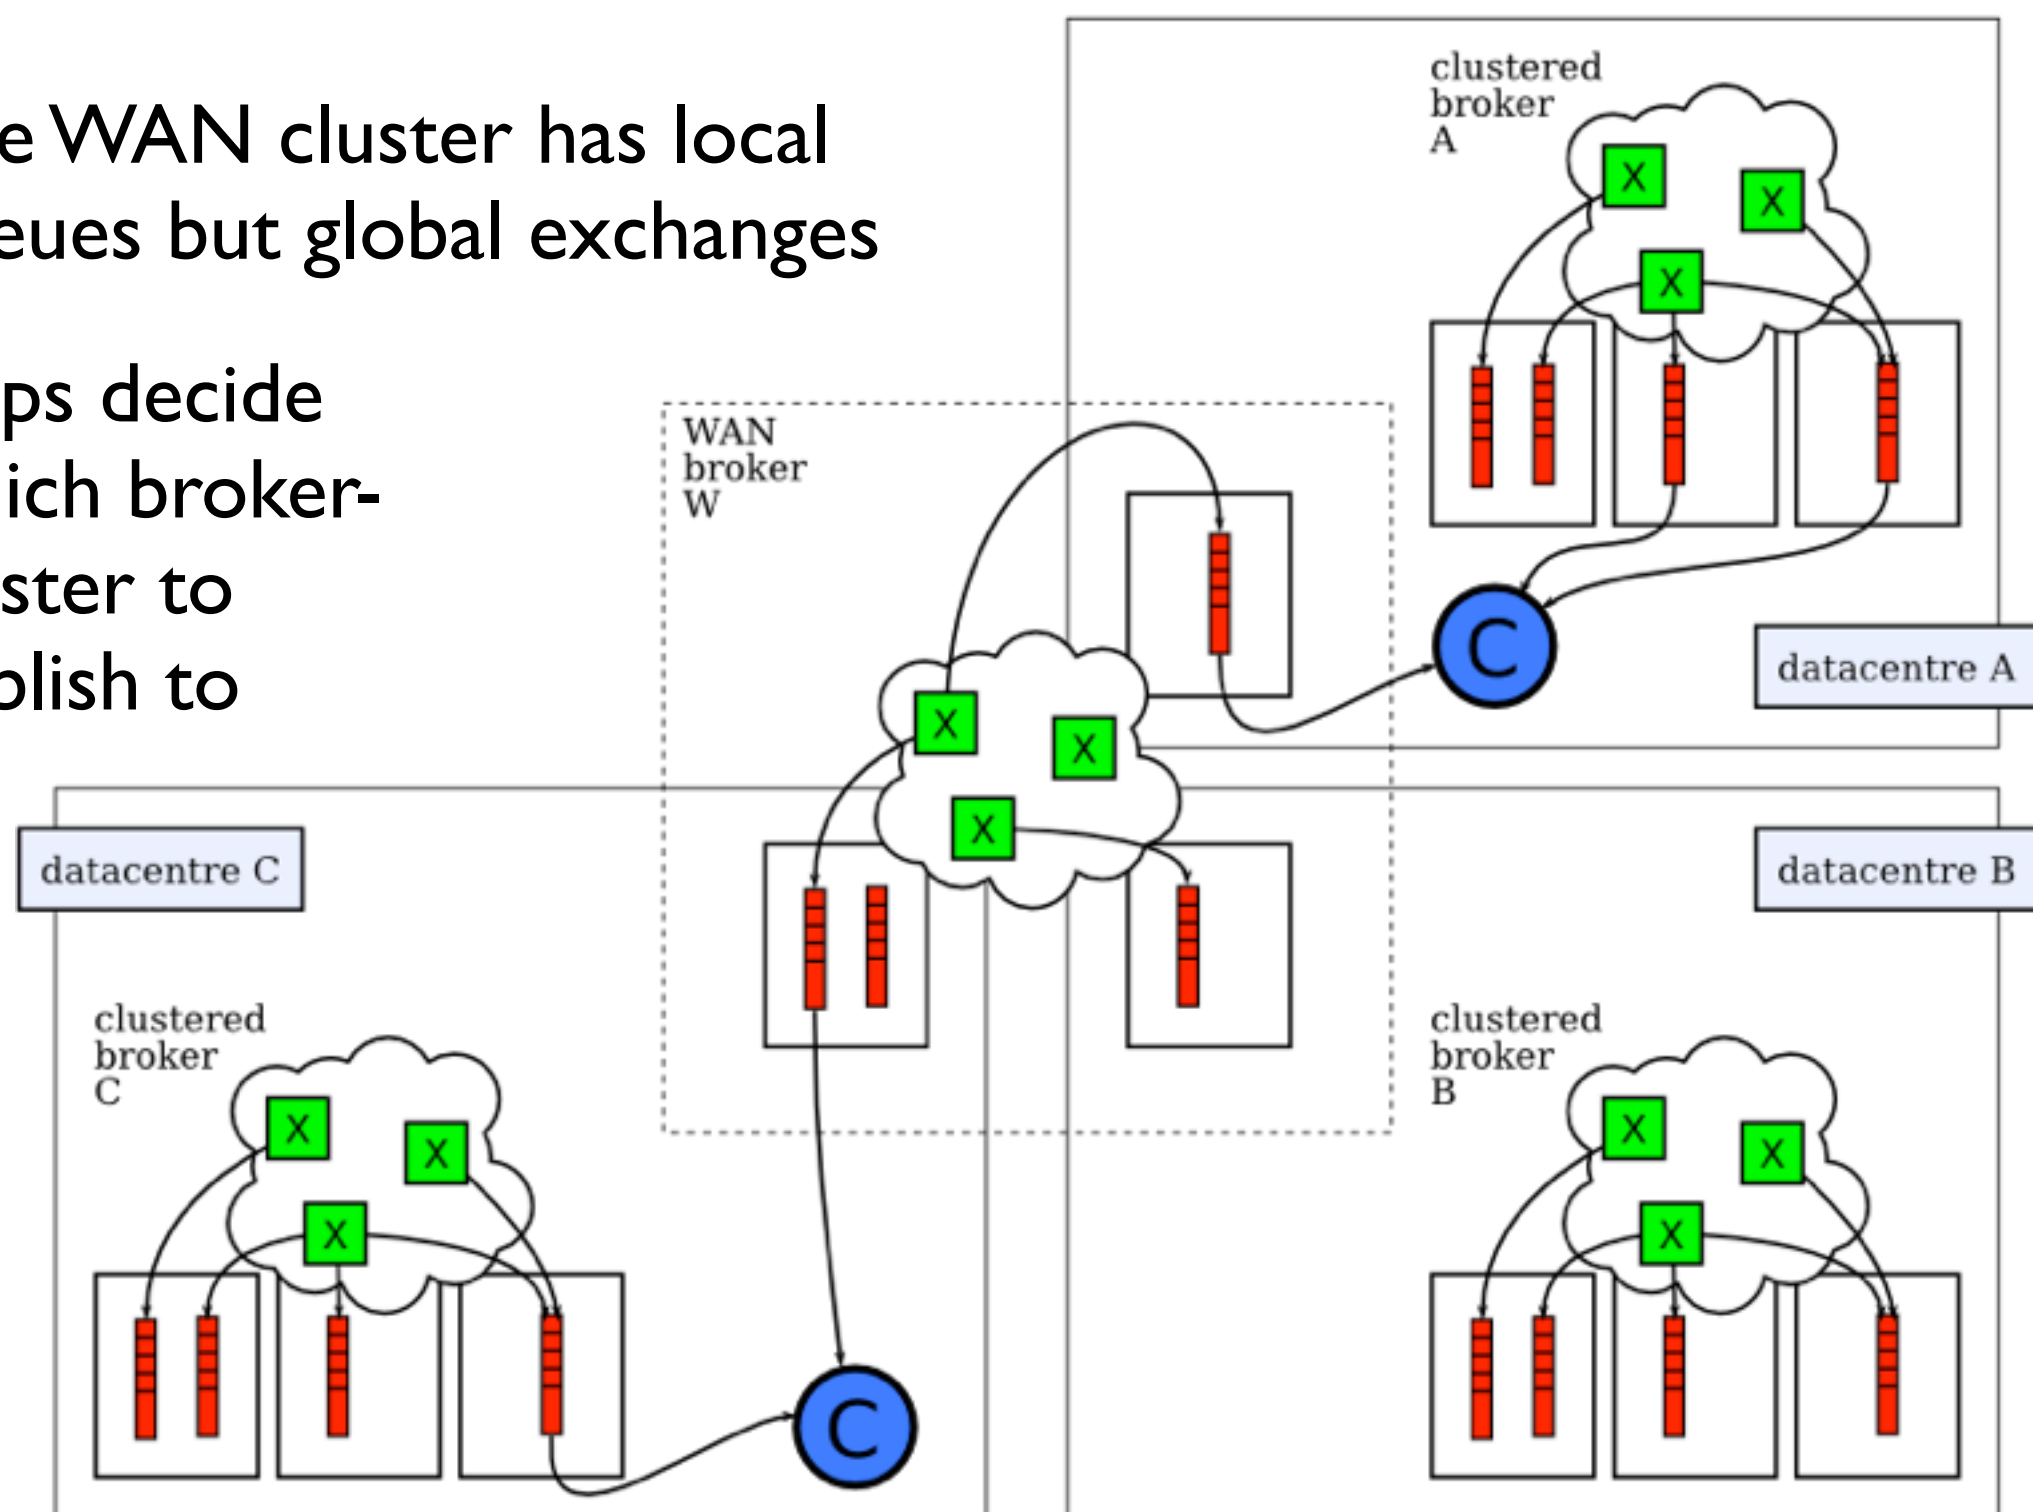 e WAN cluster has local
eues but global exchanges
ps decide
ich broker-
ster to
olish to
clustered
broker
A
X
X
X
WAN
broker
W
C
datacentre A
X
X
X
datacentre C
datacentre B
clustered
broker
C
X
X
X
C
clustered
broker
B
X
X
X